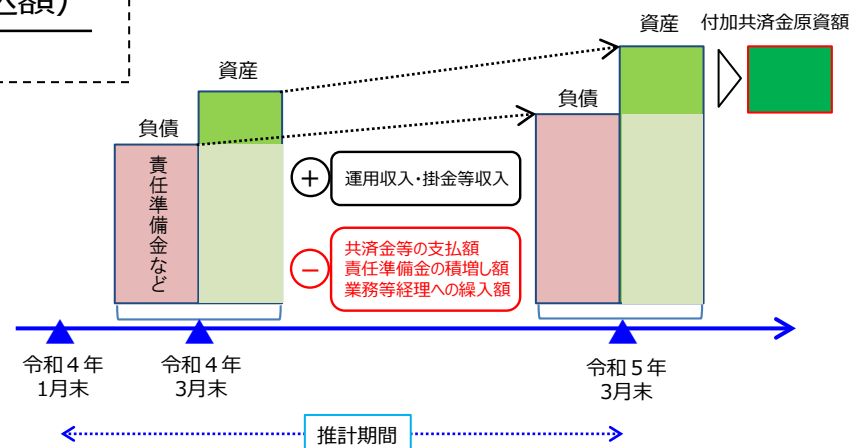 込額）
資産
付加共済金原資額
資産
負債
負債
責任準備金など
＋
運用収入・掛金等収入
－
共済金等の支払額
責任準備金の積増し額
業務等経理への繰入額
令和４年
1月末
令和４年
3月末
令和５年
3月末
推計期間